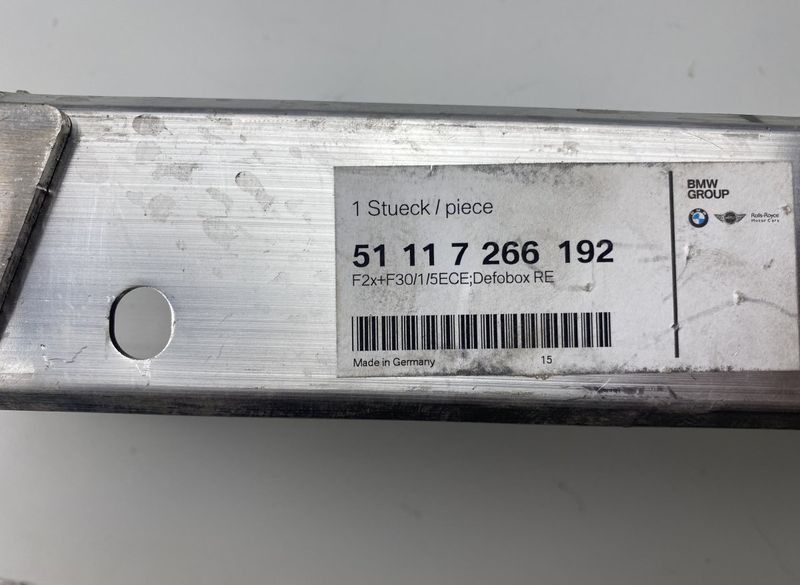 1 Stueck / piece
51 11 7 266 192
F2x+F30/1/5ECE;Defobox RE
Made in Germany 15
BMW
GROUP
Rolls-Royce
Motor Cars